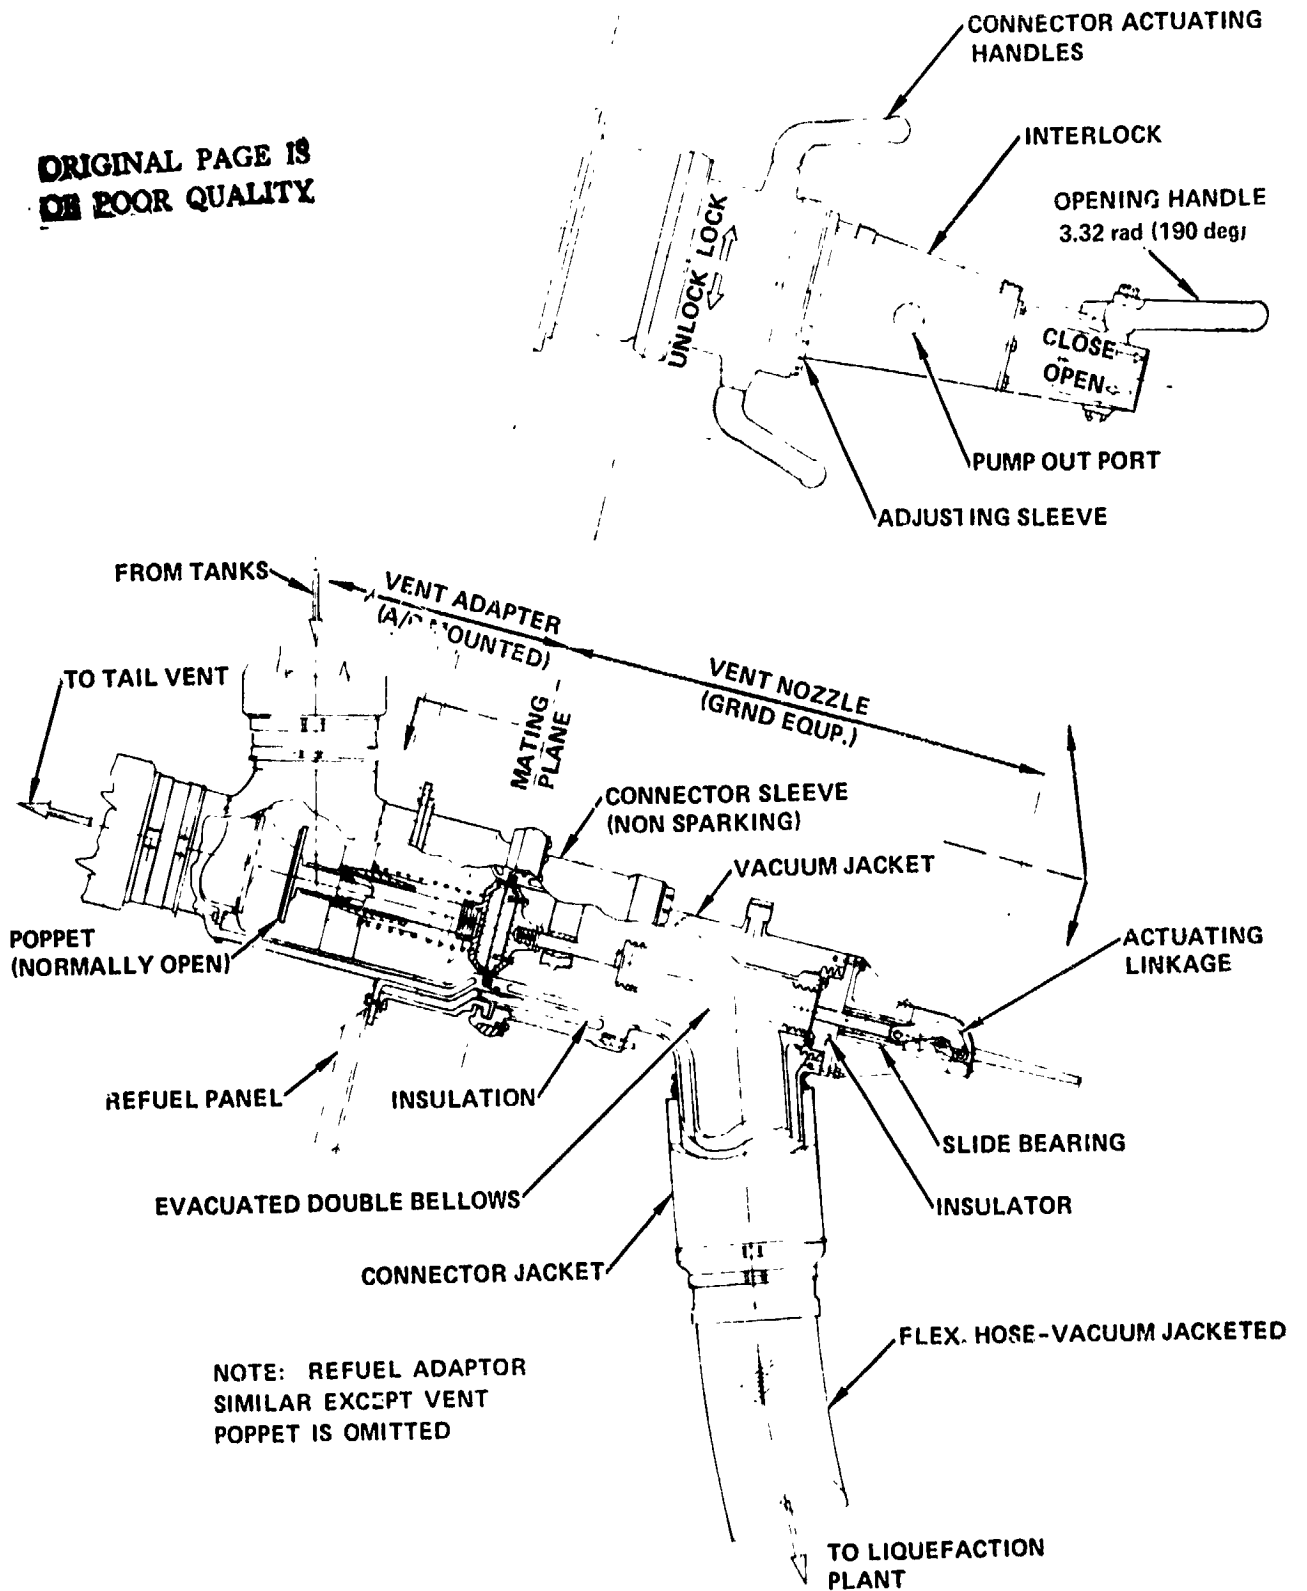 CONNECTOR ACTUATING
HANDLES
ORIGINAL PAGE IS
OF POOR QUALITY
INTERLOCK
OPENING HANDLE
3.32 rad (190 deg)
LOCK
UNLOCK
CLOSE
OPEN
PUMP OUT PORT
ADJUSTING SLEEVE
FROM TANKS
VENT ADAPTER
(A/C MOUNTED)
TO TAIL VENT
VENT NOZZLE
(GRND EQUP.)
MATING
PLANE
CONNECTOR SLEEVE
(NON SPARKING)
VACUUM JACKET
POPPET
(NORMALLY OPEN)
ACTUATING
LINKAGE
REFUEL PANEL
INSULATION
SLIDE BEARING
EVACUATED DOUBLE BELLOWS
INSULATOR
CONNECTOR JACKET
FLEX. HOSE-VACUUM JACKETED
NOTE: REFUEL ADAPTOR
SIMILAR EXCEPT VENT
POPPET IS OMITTED
TO LIQUEFACTION
PLANT